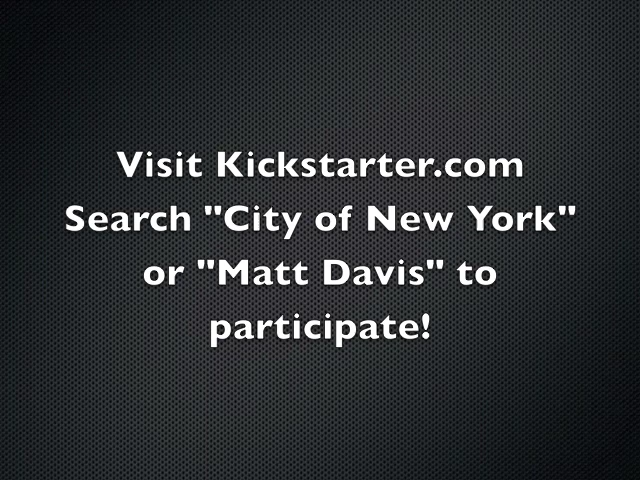 Visit Kickstarter.com
Search "City of New York"
or "Matt Davis" to
participate!